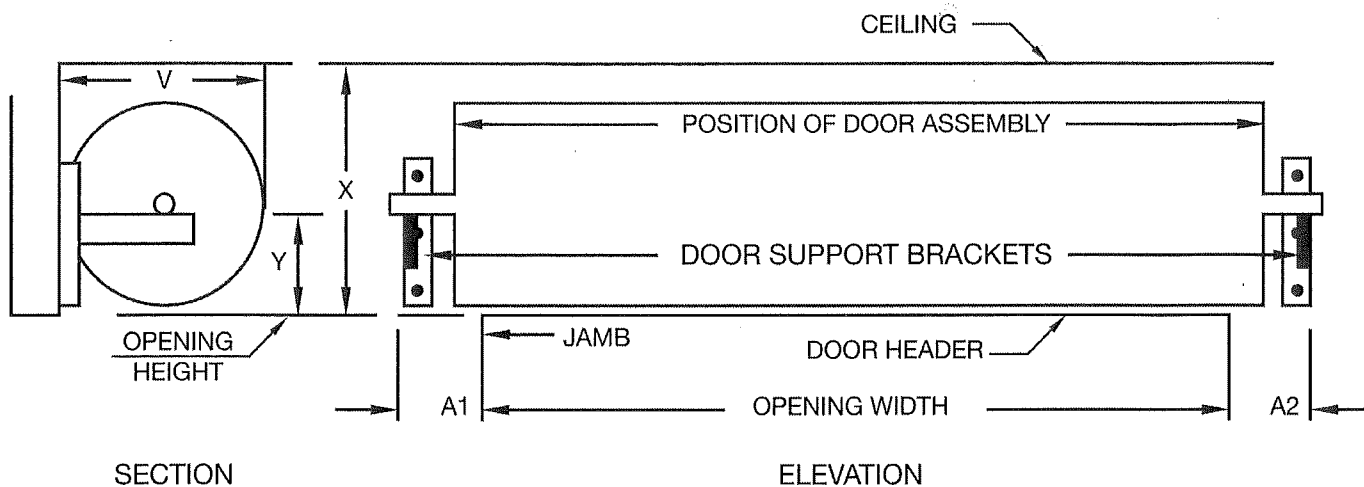 CEILING
V
POSITION OF DOOR ASSEMBLY
X
Y
DOOR SUPPORT BRACKETS
OPENING
HEIGHT
JAMB
DOOR HEADER
A1
OPENING WIDTH
A2
SECTION
ELEVATION